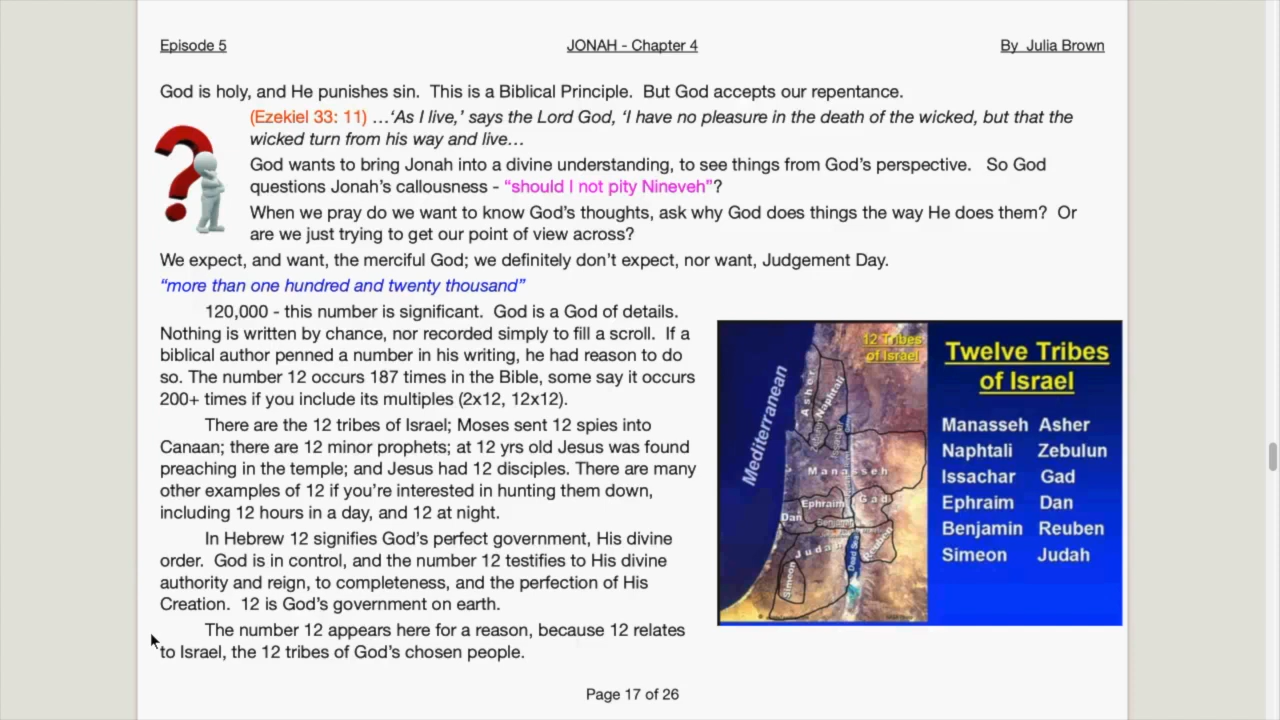 Episode 5 JONAH - Chapter 4 By Julia Brown
God is holy, and He punishes sin. This is a Biblical Principle. But God accepts our repentance.
(Ezekiel 33: 11) …‘As I live,’ says the Lord God, ‘I have no pleasure in the death of the wicked, but that the
wicked turn from his way and live…
God wants to bring Jonah into a divine understanding, to see things from God’s perspective. So God
questions Jonah’s callousness - “should I not pity Nineveh”?
When we pray do we want to know God’s thoughts, ask why God does things the way He does them? Or
are we just trying to get our point of view across?
We expect, and want, the merciful God; we definitely don’t expect, nor want, Judgement Day.
“more than one hundred and twenty thousand”
120,000 - this number is significant. God is a God of details.
Nothing is written by chance, nor recorded simply to fill a scroll. If a
biblical author penned a number in his writing, he had reason to do
so. The number 12 occurs 187 times in the Bible, some say it occurs
200+ times if you include its multiples (2x12, 12x12).
There are the 12 tribes of Israel; Moses sent 12 spies into
Canaan; there are 12 minor prophets; at 12 yrs old Jesus was found
preaching in the temple; and Jesus had 12 disciples. There are many
other examples of 12 if you’re interested in hunting them down,
including 12 hours in a day, and 12 at night.
In Hebrew 12 signifies God’s perfect government, His divine
order. God is in control, and the number 12 testifies to His divine
authority and reign, to completeness, and the perfection of His
Creation. 12 is God’s government on earth.
The number 12 appears here for a reason, because 12 relates
to Israel, the 12 tribes of God’s chosen people.
12 Tribes
of Israel
Mediterranean
Asher
Naphtali
Manasseh
Ephraim
Gad
Dan
Judah
Reuben
Dead Sea
Simeon
Twelve Tribes
of Israel
Manasseh Asher
Naphtali Zebulun
Issachar Gad
Ephraim Dan
Benjamin Reuben
Simeon Judah
Page 17 of 26